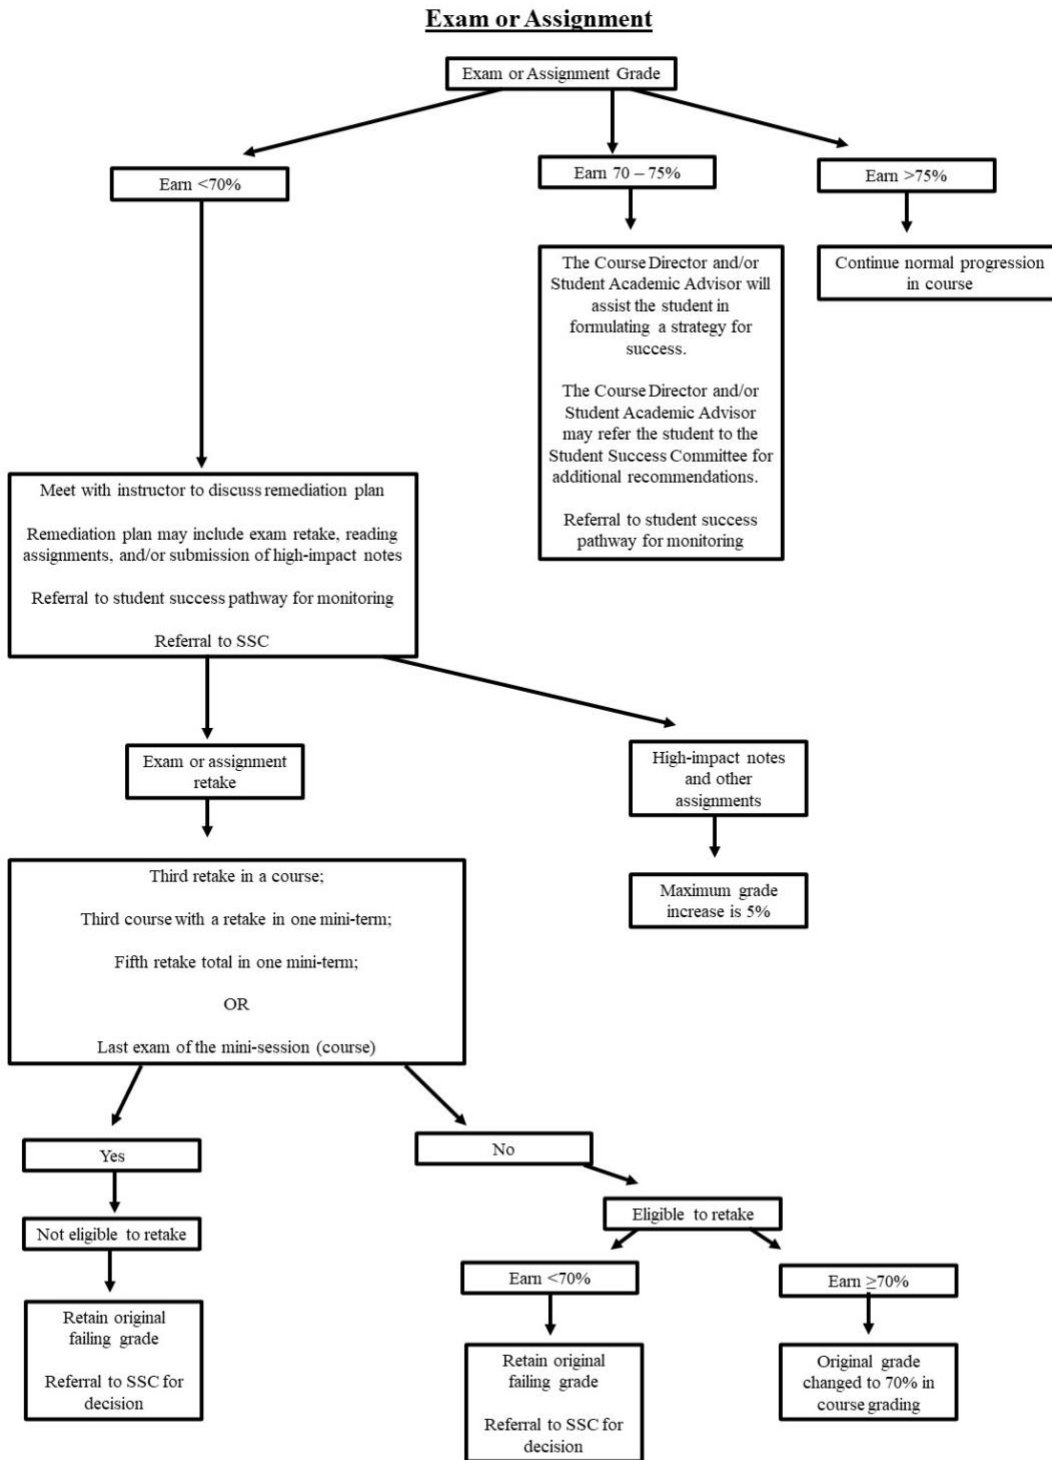 Exam or Assignment
Exam or Assignment Grade
Earn <70%
Earn 70 – 75%
Earn >75%
The Course Director and/or
Student Academic Advisor will
assist the student in
formulating a strategy for
success.
The Course Director and/or
Student Academic Advisor
may refer the student to the
Student Success Committee for
additional recommendations.
Referral to student success
pathway for monitoring
Continue normal progression
in course
Meet with instructor to discuss remediation plan
Remediation plan may include exam retake, reading
assignments, and/or submission of high-impact notes
Referral to student success pathway for monitoring
Referral to SSC
Exam or assignment
retake
High-impact notes
and other
assignments
Maximum grade
increase is 5%
Third retake in a course;
Third course with a retake in one mini-term;
Fifth retake total in one mini-term;
OR
Last exam of the mini-session (course)
Yes
No
Not eligible to retake
Eligible to retake
Retain original
failing grade
Referral to SSC for
decision
Earn <70%
Earn ≥70%
Retain original
failing grade
Referral to SSC for
decision
Original grade
changed to 70% in
course grading